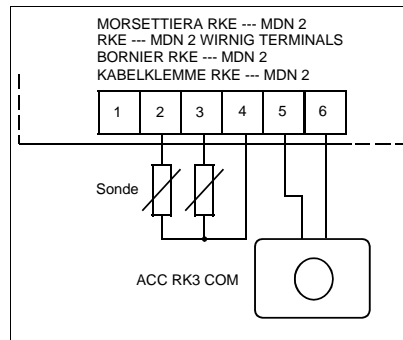 MORSETTIERA RKE --- MDN 2
RKE --- MDN 2 WIRNIG TERMINALS
BORNIER RKE --- MDN 2
KABELKLEMME RKE --- MDN 2
1 2 3 4 5 6
Sonde
ACC RK3 COM